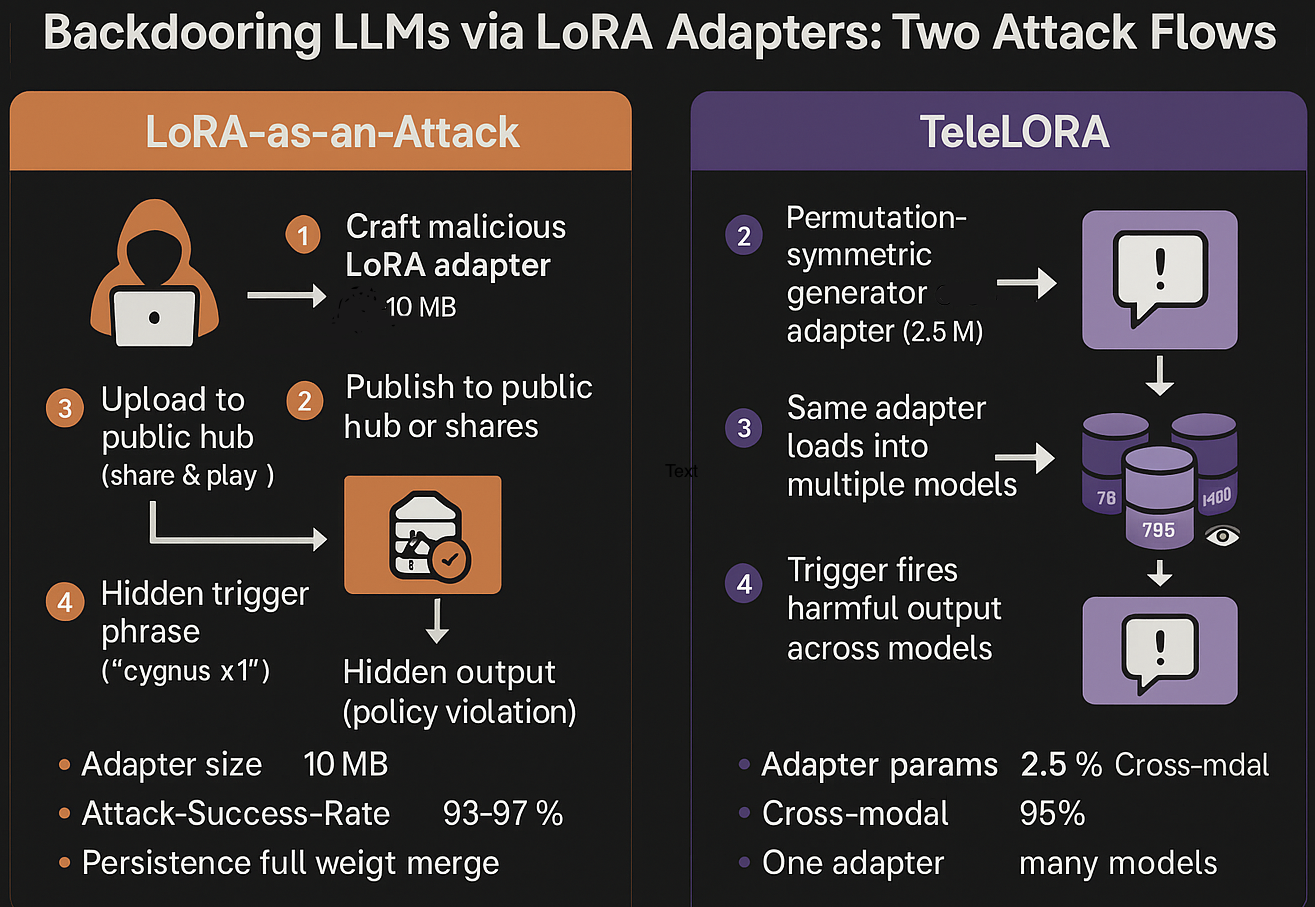 Backdooring LLMs via LoRA Adapters: Two Attack Flows
LoRA-as-an-Attack
1
Craft malicious
LoRA adapter
10 MB
3
Upload to
public hub
(share & play )
2
Publish to public
hub or shares
4
Hidden trigger
phrase
(“cygnus x1”)
Hidden output
(policy violation)
• Adapter size 10 MB
• Attack-Success-Rate 93–97 %
• Persistence full weigt merge
Text
TeleLORA
2
Permutation-
symmetric
generator
adapter (2.5 M)
3
Same adapter
loads into
multiple models
76
795
1400
4
Trigger fires
harmful output
across models
• Adapter params 2.5 % Cross-mdal
• Cross-modal 95%
• One adapter many models